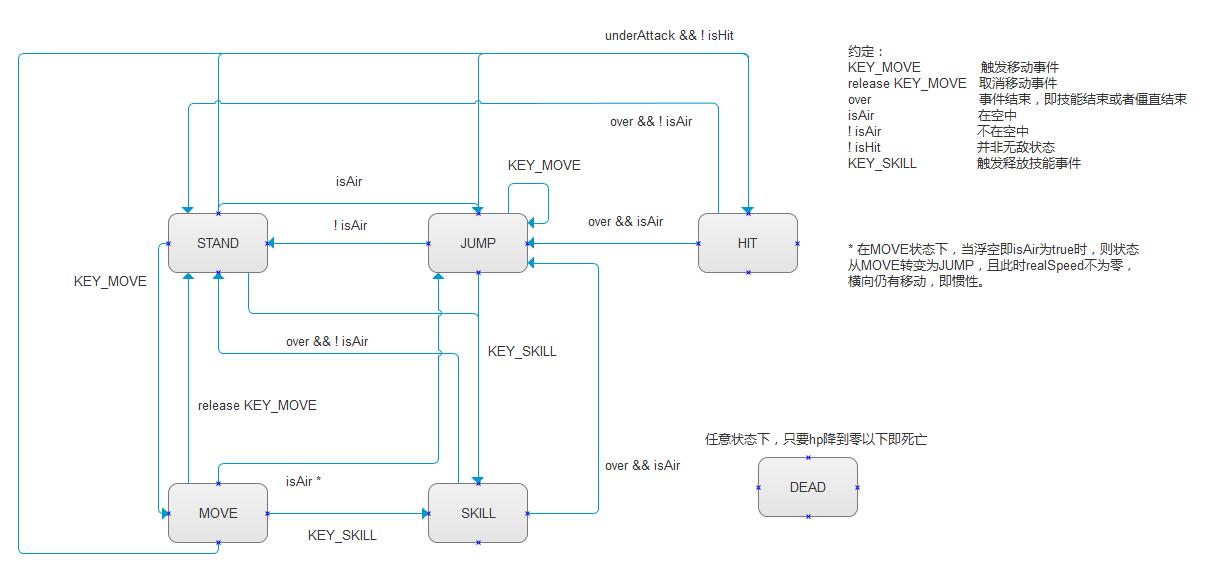 underAttack && ! isHit
约定：
KEY_MOVE 触发移动事件
release KEY_MOVE 取消移动事件
over 事件结束，即技能结束或者僵直结束
isAir 在空中
! isAir 不在空中
! isHit 并非无敌状态
KEY_SKILL 触发释放技能事件
over && ! isAir
KEY_MOVE
isAir
! isAir
over && isAir
STAND
JUMP
HIT
* 在MOVE状态下，当浮空即isAir为true时，则状态
从MOVE转变为JUMP，且此时realSpeed不为零，
横向仍有移动，即惯性。
KEY_MOVE
over && ! isAir
KEY_SKILL
release KEY_MOVE
任意状态下，只要hp降到零以下即死亡
over && isAir
isAir *
DEAD
MOVE
SKILL
KEY_SKILL